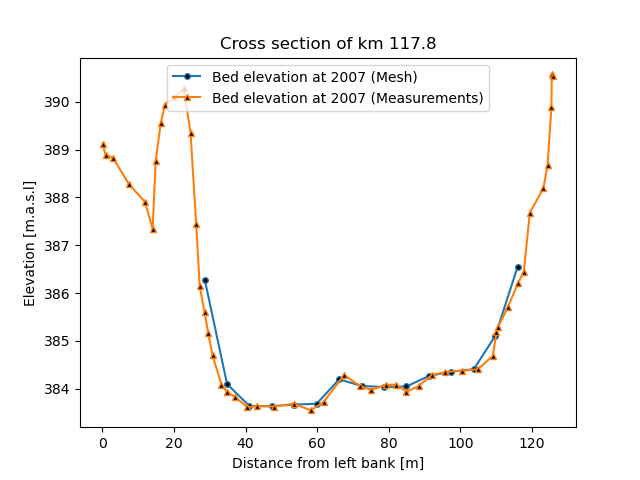 Cross section of km 117.8
Bed elevation at 2007 (Mesh)
Bed elevation at 2007 (Measurements)
Elevation [m.a.s.l]
390
389
388
387
386
385
384
0 20 40 60 80 100 120
Distance from left bank [m]